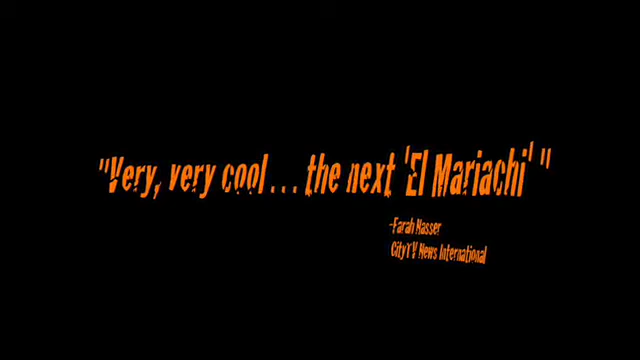 "Very, very cool... the next 'El Mariachi' "
-Farah Nasser
CityTV News International